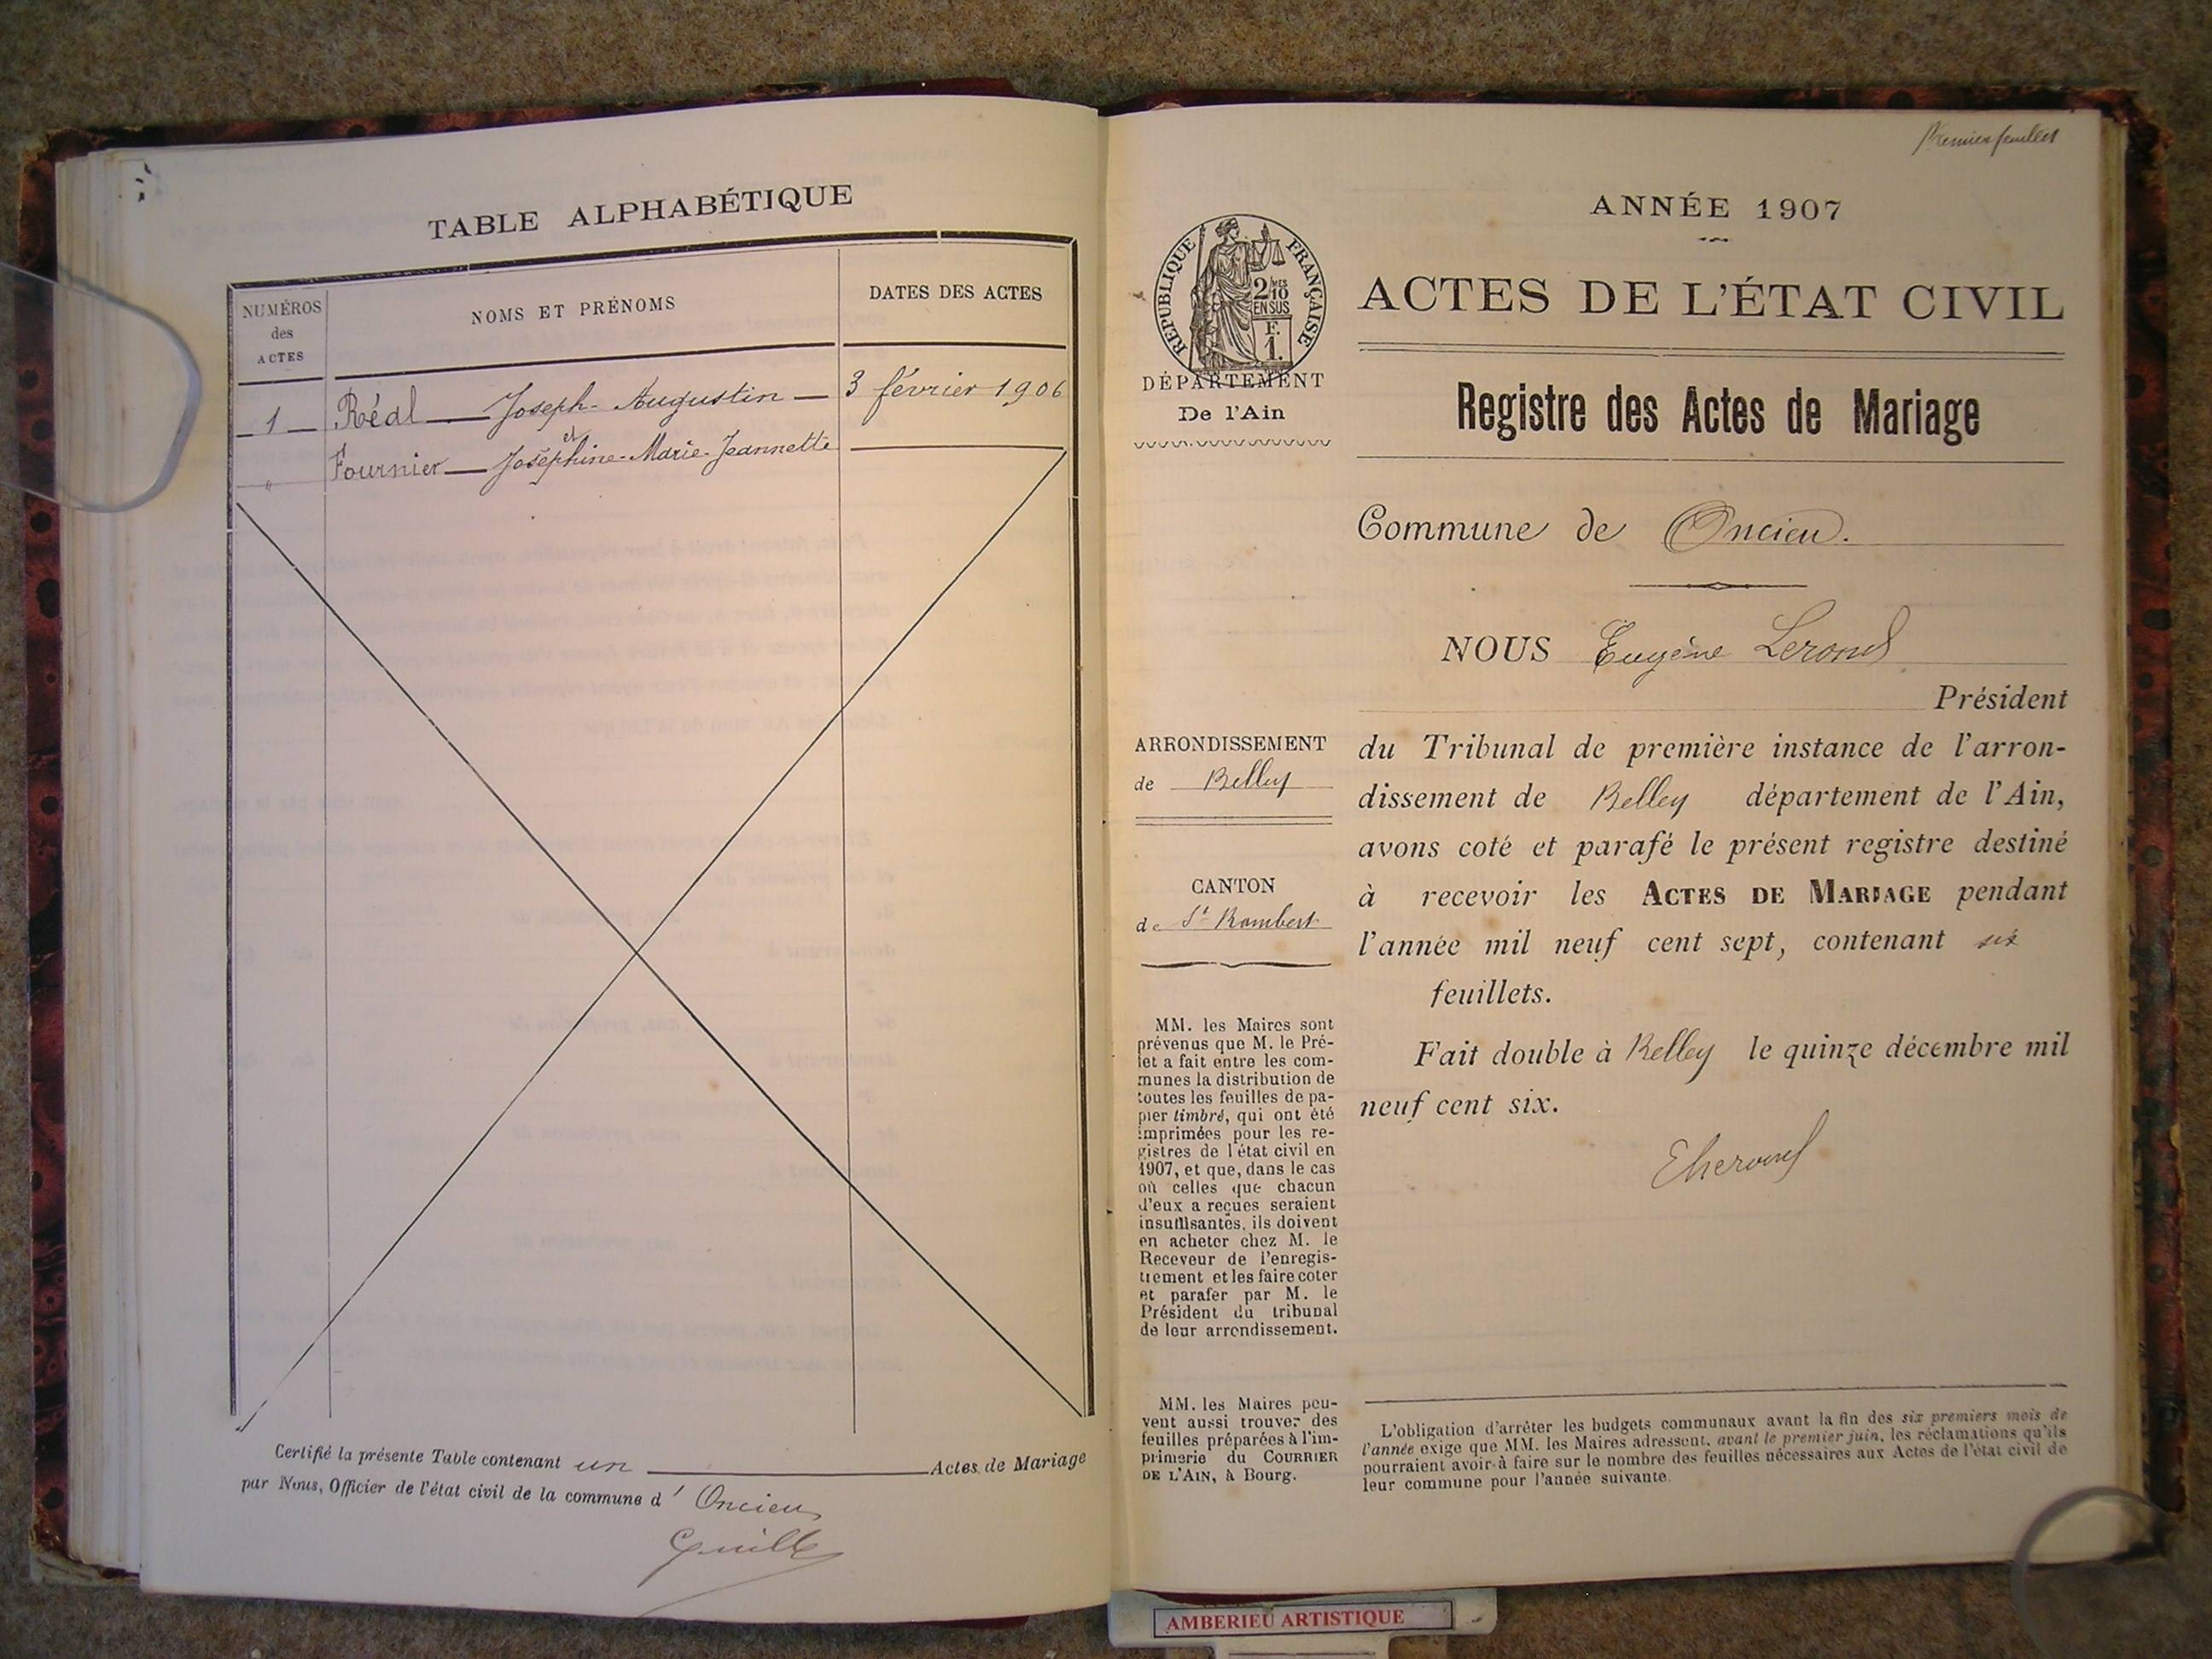 TABLE ALPHABÉTIQUE
NUMÉROS
des
ACTES
NOMS ET PRÉNOMS
DATES DES ACTES
1 Réal Joseph-Augustin 3 février 1906
et
" Fournier Joséphine-Marie-Jeannette
Certifié la présente Table contenant un Actes de Mariage
par Nous, Officier de l'état civil de la commune d' Oncieu
Premier feuillet
ANNÉE 1907
RÉPUBLIQUE FRANÇAISE
2 MES
10
EN SUS
F.
1.
DÉPARTEMENT
De l'Ain
ACTES DE L'ÉTAT CIVIL
Registre des Actes de Mariage
Commune de Oncieu.
NOUS Eugène Lerond
Président
du Tribunal de première instance de l'arron-
dissement de Belley département de l'Ain,
avons coté et parafé le présent registre destiné
à recevoir les ACTES DE MARIAGE pendant
l'année mil neuf cent sept, contenant six
feuillets.
Fait double à Belley le quinze décembre mil
neuf cent six.
ARRONDISSEMENT
de Belley
CANTON
de St Rambert
MM. les Maires sont
prévenus que M. le Pré-
fet a fait entre les com-
munes la distribution de
toutes les feuilles de pa-
pier timbré, qui ont été
imprimées pour les re-
gistres de l'état civil en
1907, et que, dans le cas
où celles que chacun
d'eux a reçues seraient
insuffisantes, ils doivent
en acheter chez M. le
Receveur de l'enregis-
trement et les faire coter
et parafer par M. le
Président du tribunal
de leur arrondissement.
MM. les Maires peu-
vent aussi trouver des
feuilles préparées à l'im-
primerie du COURRIER
DE L'AIN, à Bourg.
L'obligation d'arrêter les budgets communaux avant la fin des six premiers mois de
l'année exige que MM. les Maires adressent, avant le premier juin, les réclamations qu'ils
pourraient avoir à faire sur le nombre des feuilles nécessaires aux Actes de l'état civil de
leur commune pour l'année suivante.
AMBERIEU ARTISTIQUE